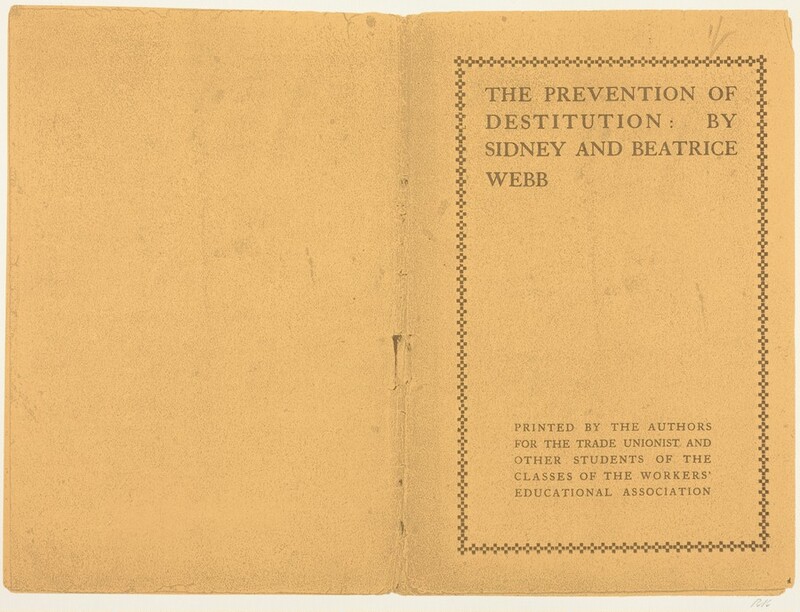 THE PREVENTION OF
DESTITUTION: BY
SIDNEY AND BEATRICE
WEBB
PRINTED BY THE AUTHORS
FOR THE TRADE UNIONIST AND
OTHER STUDENTS OF THE
CLASSES OF THE WORKERS'
EDUCATIONAL ASSOCIATION